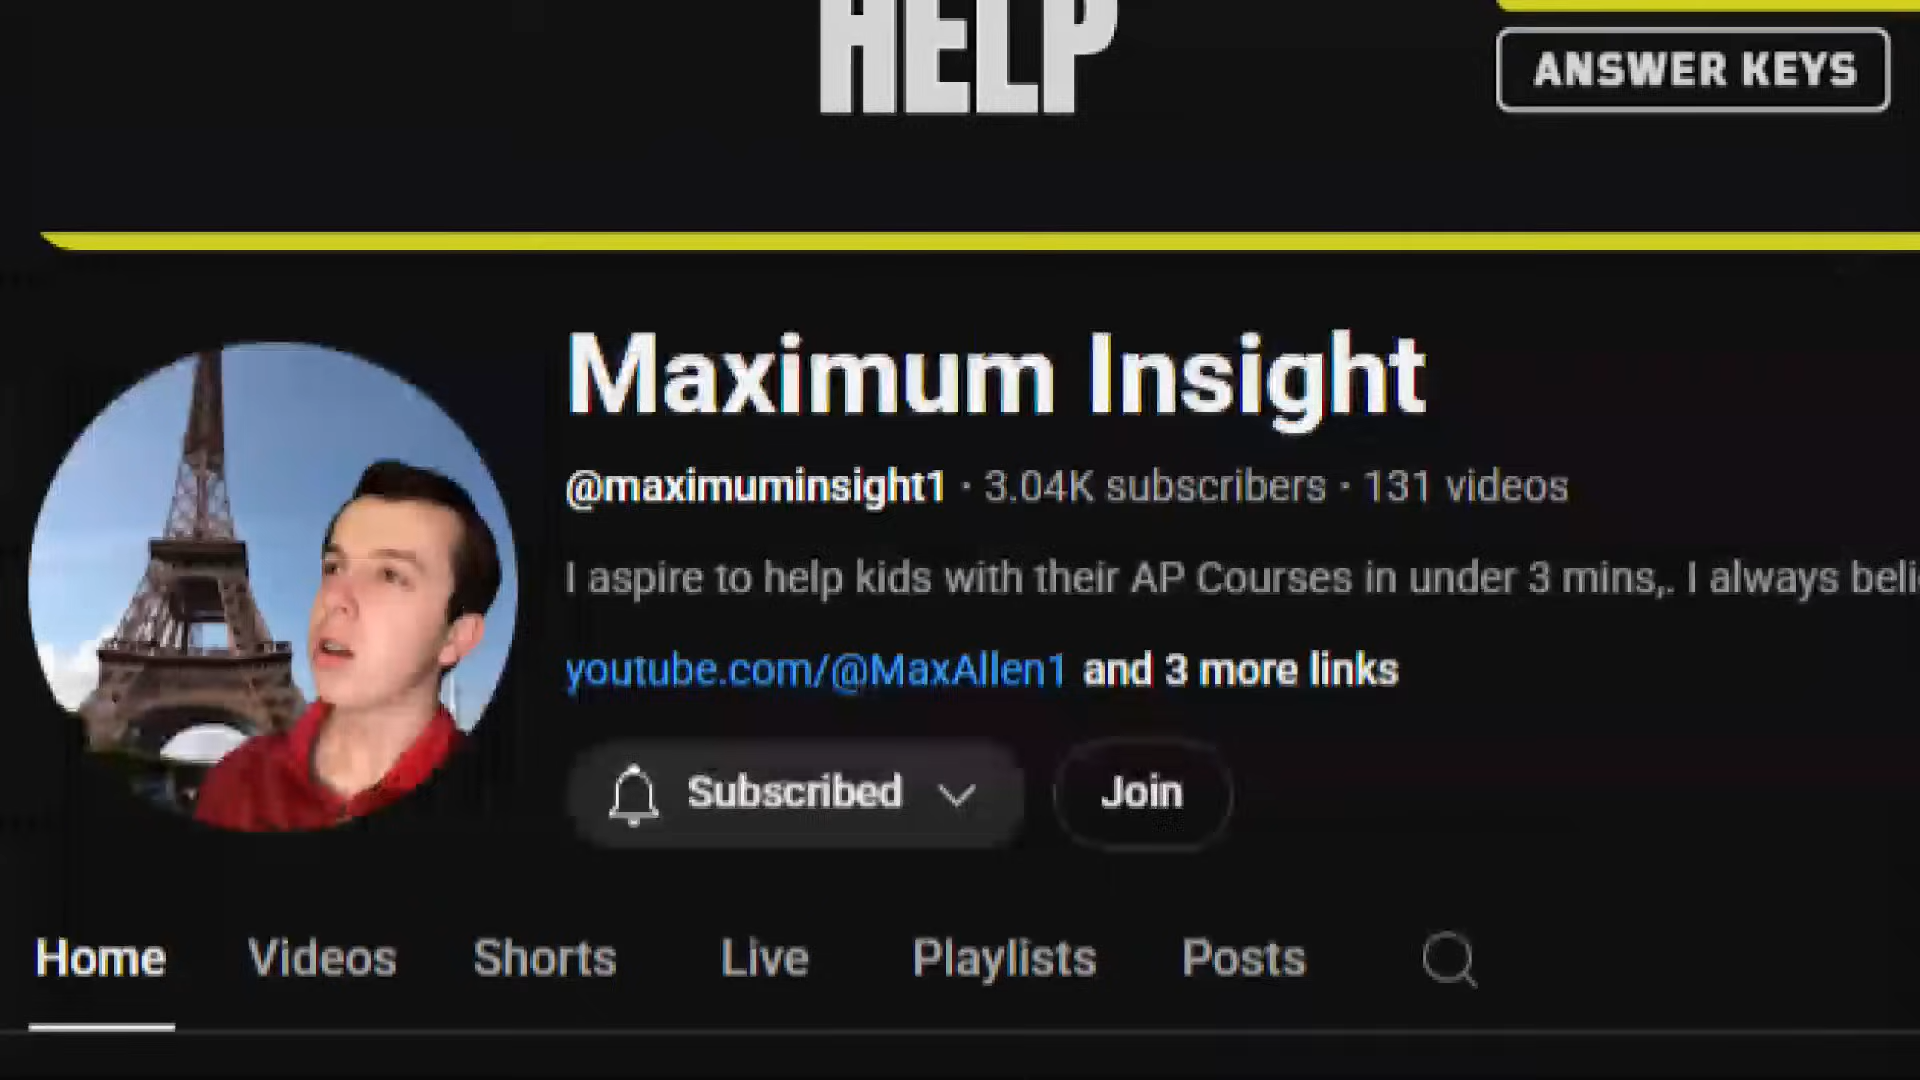 HELP
ANSWER KEYS
Maximum Insight
@maximuminsight1 · 3.04K subscribers · 131 videos
I aspire to help kids with their AP Courses in under 3 mins,. I always beli
youtube.com/@MaxAllen1 and 3 more links
Subscribed
Join
Home Videos Shorts Live Playlists Posts